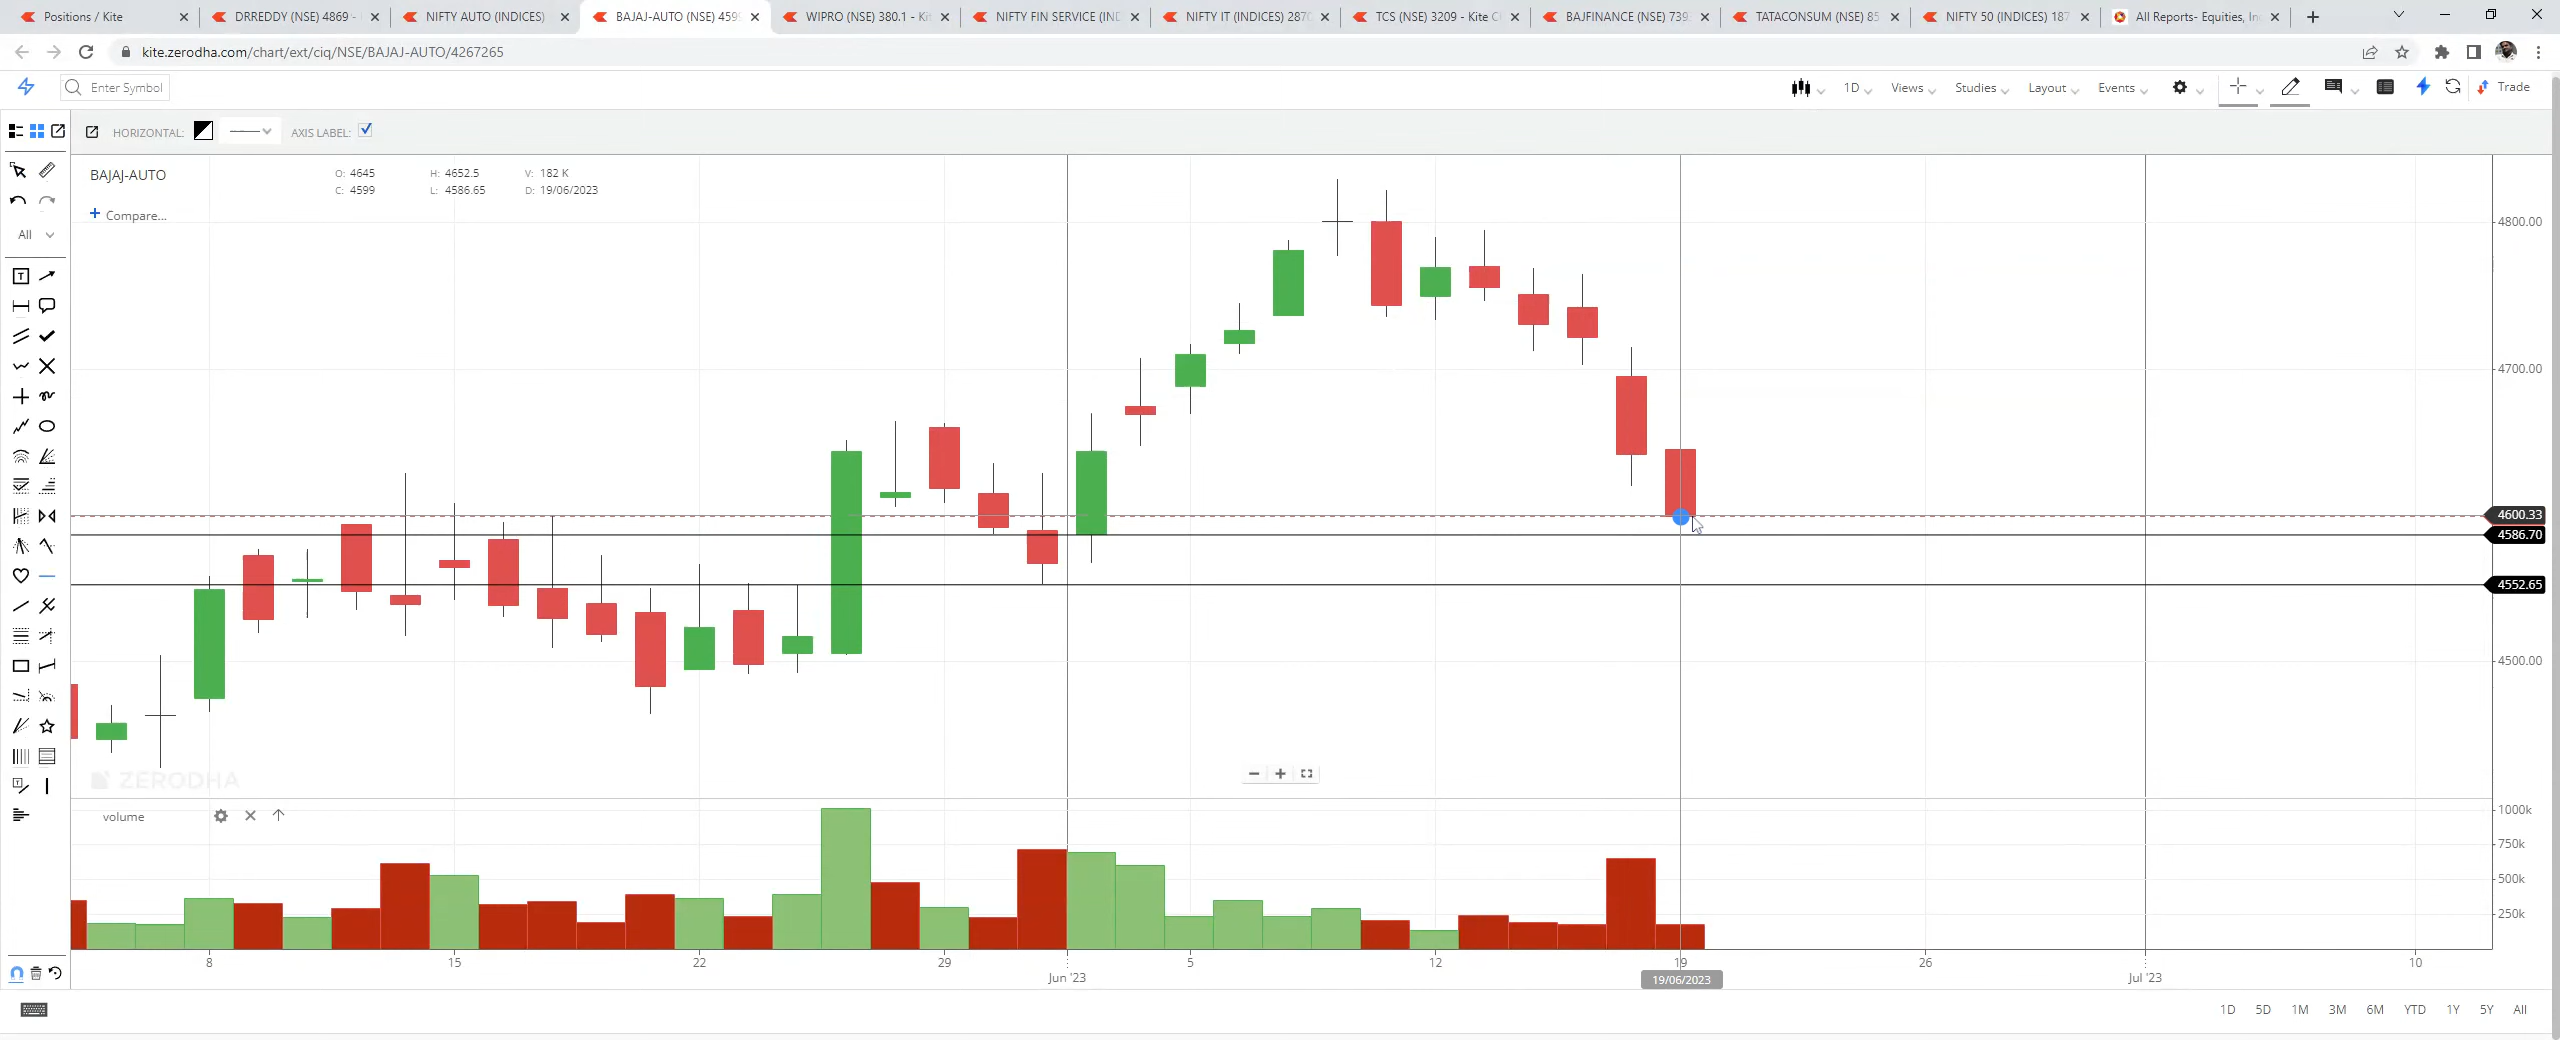 Positions / Kite
DRREDDY (NSE) 4869 -
NIFTY AUTO (INDICES)
BAJAJ-AUTO (NSE) 459
WIPRO (NSE) 380.1 - Kit
NIFTY FIN SERVICE (IND
NIFTY IT (INDICES) 2870
TCS (NSE) 3209 - Kite C
BAJFINANCE (NSE) 739
TATACONSUM (NSE) 85
NIFTY 50 (INDICES) 187
All Reports- Equities, In
kite.zerodha.com/chart/ext/ciq/NSE/BAJAJ-AUTO/4267265
Enter Symbol
1D
Views
Studies
Layout
Events
Trade
HORIZONTAL:
AXIS LABEL:
BAJAJ-AUTO
O: 4645 H: 4652.5 V: 182 K
C: 4599 L: 4586.65 D: 19/06/2023
+ Compare...
All
4800.00
4700.00
4600.33
4586.70
4552.65
4500.00
ZERODHA
volume
1000k
750k
500k
250k
8 15 22 29 5 12 19 26 10
Jun '23 19/06/2023 Jul '23
1D 5D 1M 3M 6M YTD 1Y 5Y All